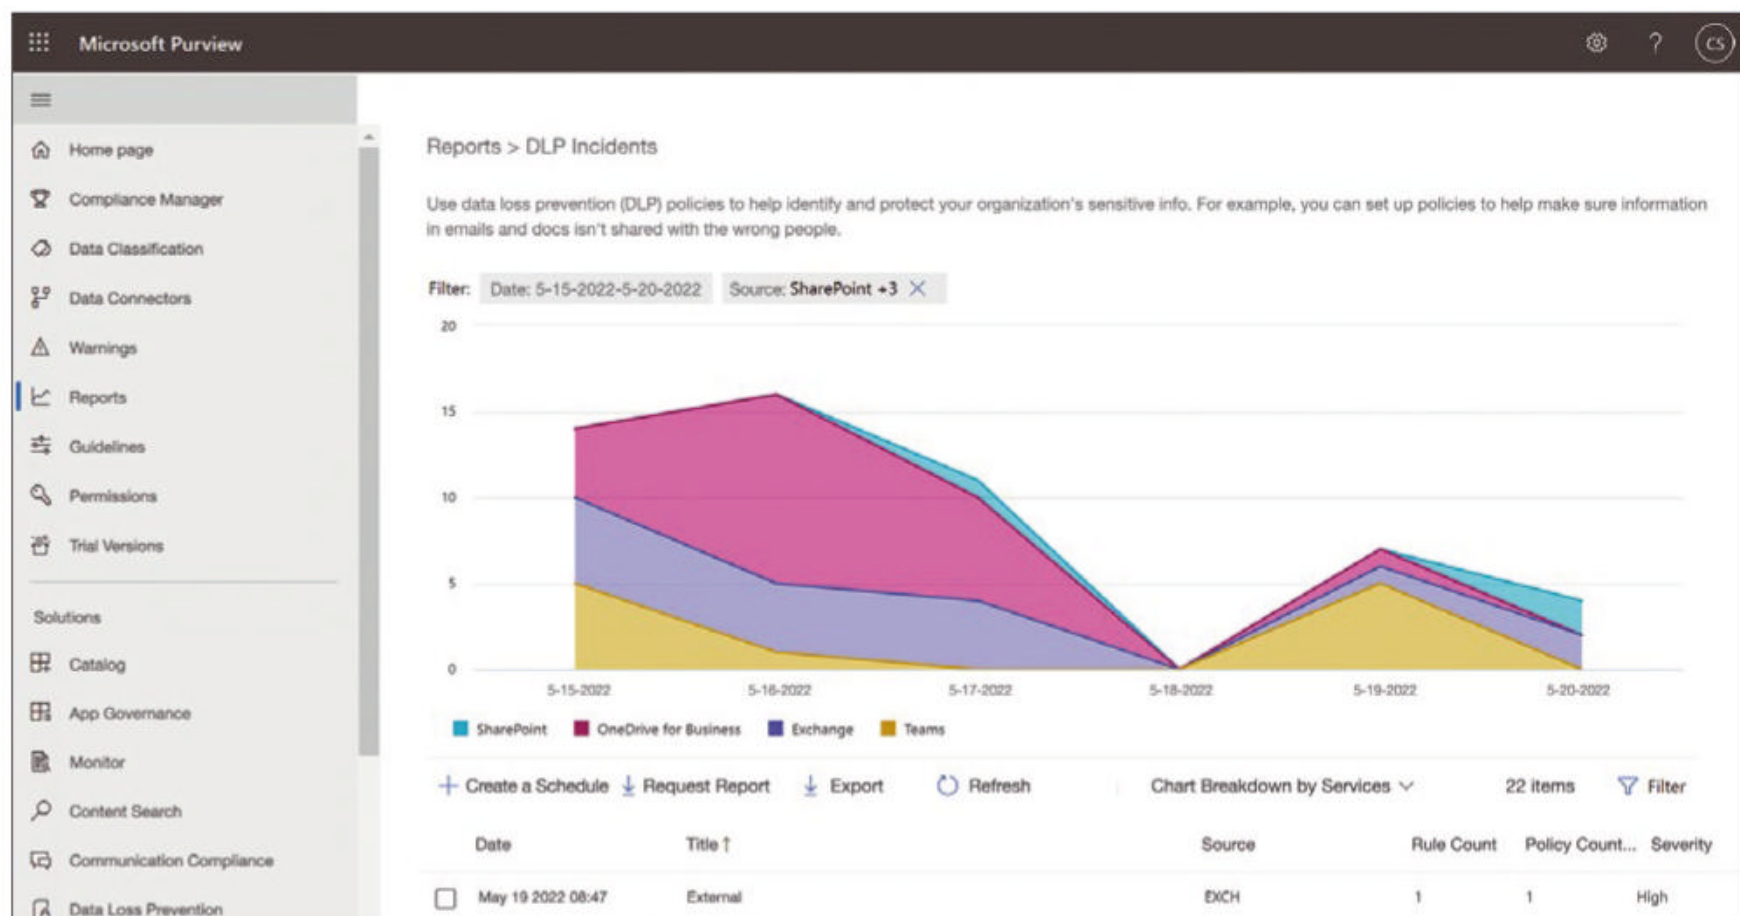 Microsoft Purview
CS
Home page
Compliance Manager
Data Classification
Data Connectors
Warnings
Reports
Guidelines
Permissions
Trial Versions
Solutions
Catalog
App Governance
Monitor
Content Search
Communication Compliance
Data Loss Prevention
Reports > DLP Incidents
Use data loss prevention (DLP) policies to help identify and protect your organization's sensitive info. For example, you can set up policies to help make sure information
in emails and docs isn't shared with the wrong people.
Filter: Date: 5-15-2022-5-20-2022 Source: SharePoint +3
20
15
10
5
0
5-15-2022 5-16-2022 5-17-2022 5-18-2022 5-19-2022 5-20-2022
SharePoint OneDrive for Business Exchange Teams
Create a Schedule Request Report Export Refresh Chart Breakdown by Services 22 items Filter
Date Title↑ Source Rule Count Policy Count... Severity
May 19 2022 08:47 External EXCH 1 1 High